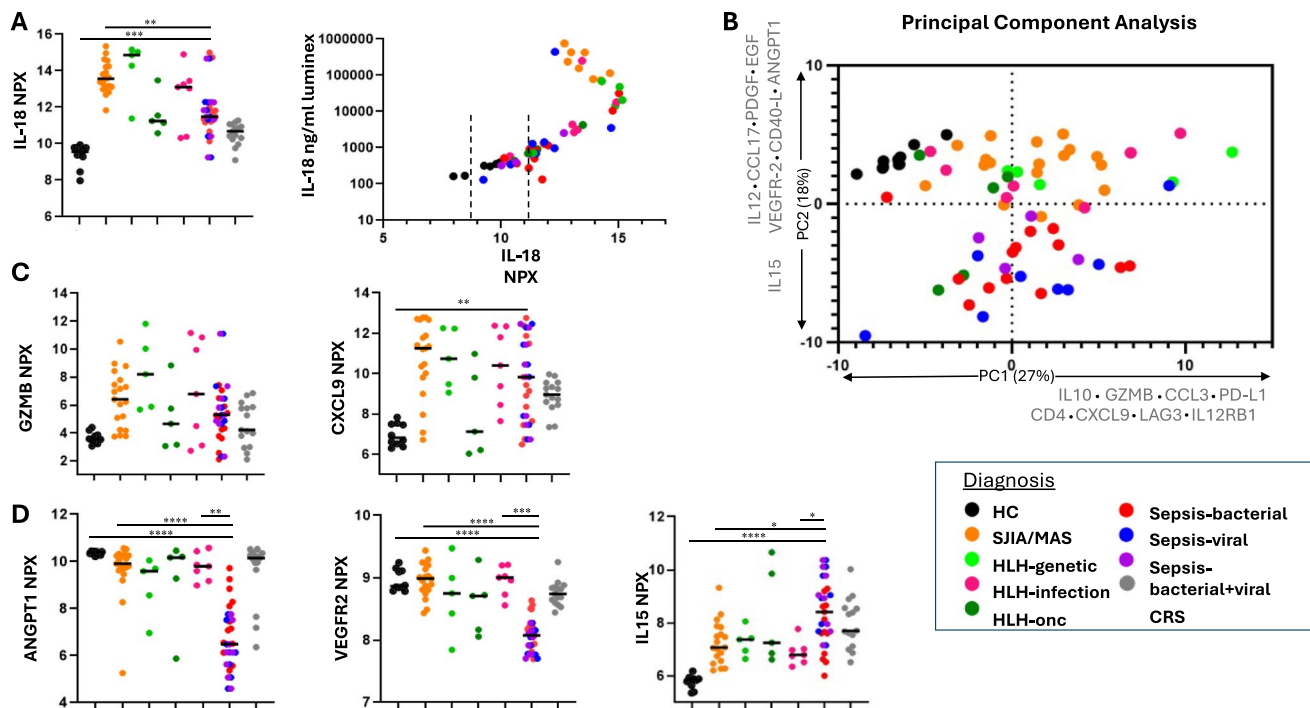 A
IL-18 NPX
16
14
12
10
8
6
***
**
IL-18 ng/ml luminex
1000000
100000
10000
1000
100
10
5
10
15
IL-18
NPX
B
Principal Component Analysis
IL12•CCL17•PDGF•EGF
VEGFR-2•CD40-L•ANGPT1
IL15
PC2 (18%)
10
0
-10
-10
0
10
PC1 (27%)
IL10•GZMB•CCL3•PD-L1
CD4•CXCL9•LAG3•IL12RB1
C
GZMB NPX
14
12
10
8
6
4
2
CXCL9 NPX
14
12
10
8
6
**
D
ANGPT1 NPX
12
10
8
6
4
**
****
****
VEGFR2 NPX
10
9
8
7
***
****
****
IL15 NPX
12
10
8
6
*
*
****
Diagnosis
HC
SJIA/MAS
HLH-genetic
HLH-infection
HLH-onc
Sepsis-bacterial
Sepsis-viral
Sepsis-
bacterial+viral
CRS